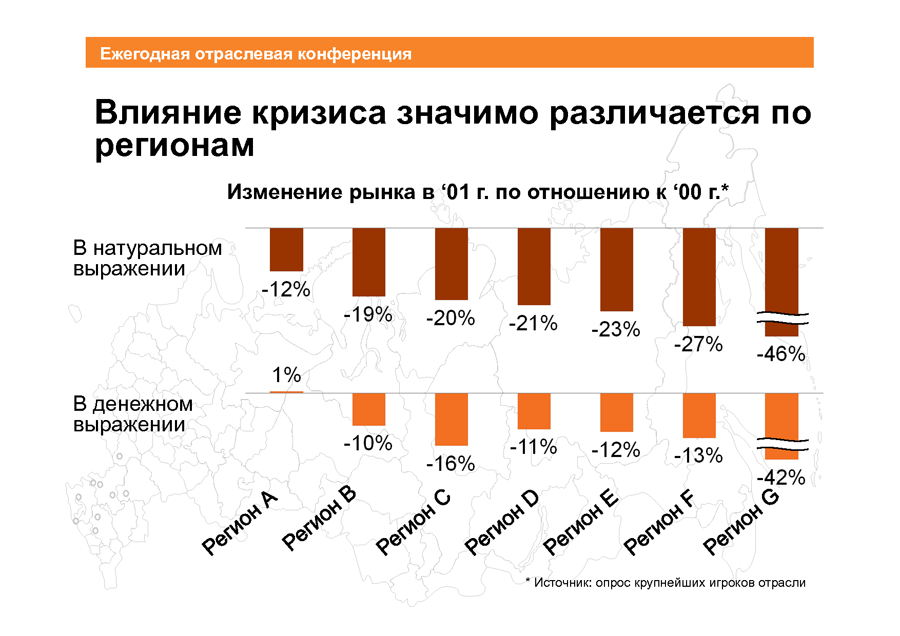 Ежегодная отраслевая конференция
Влияние кризиса значимо различается по
регионам
Изменение рынка в ‘01 г. по отношению к ‘00 г.*
В натуральном
выражении
-12%
-19%
-20%
-21%
-23%
-27%
-46%
1%
В денежном
выражении
-10%
-16%
-11%
-12%
-13%
-42%
Регион A
Регион B
Регион C
Регион D
Регион E
Регион F
Регион G
* Источник: опрос крупнейших игроков отрасли